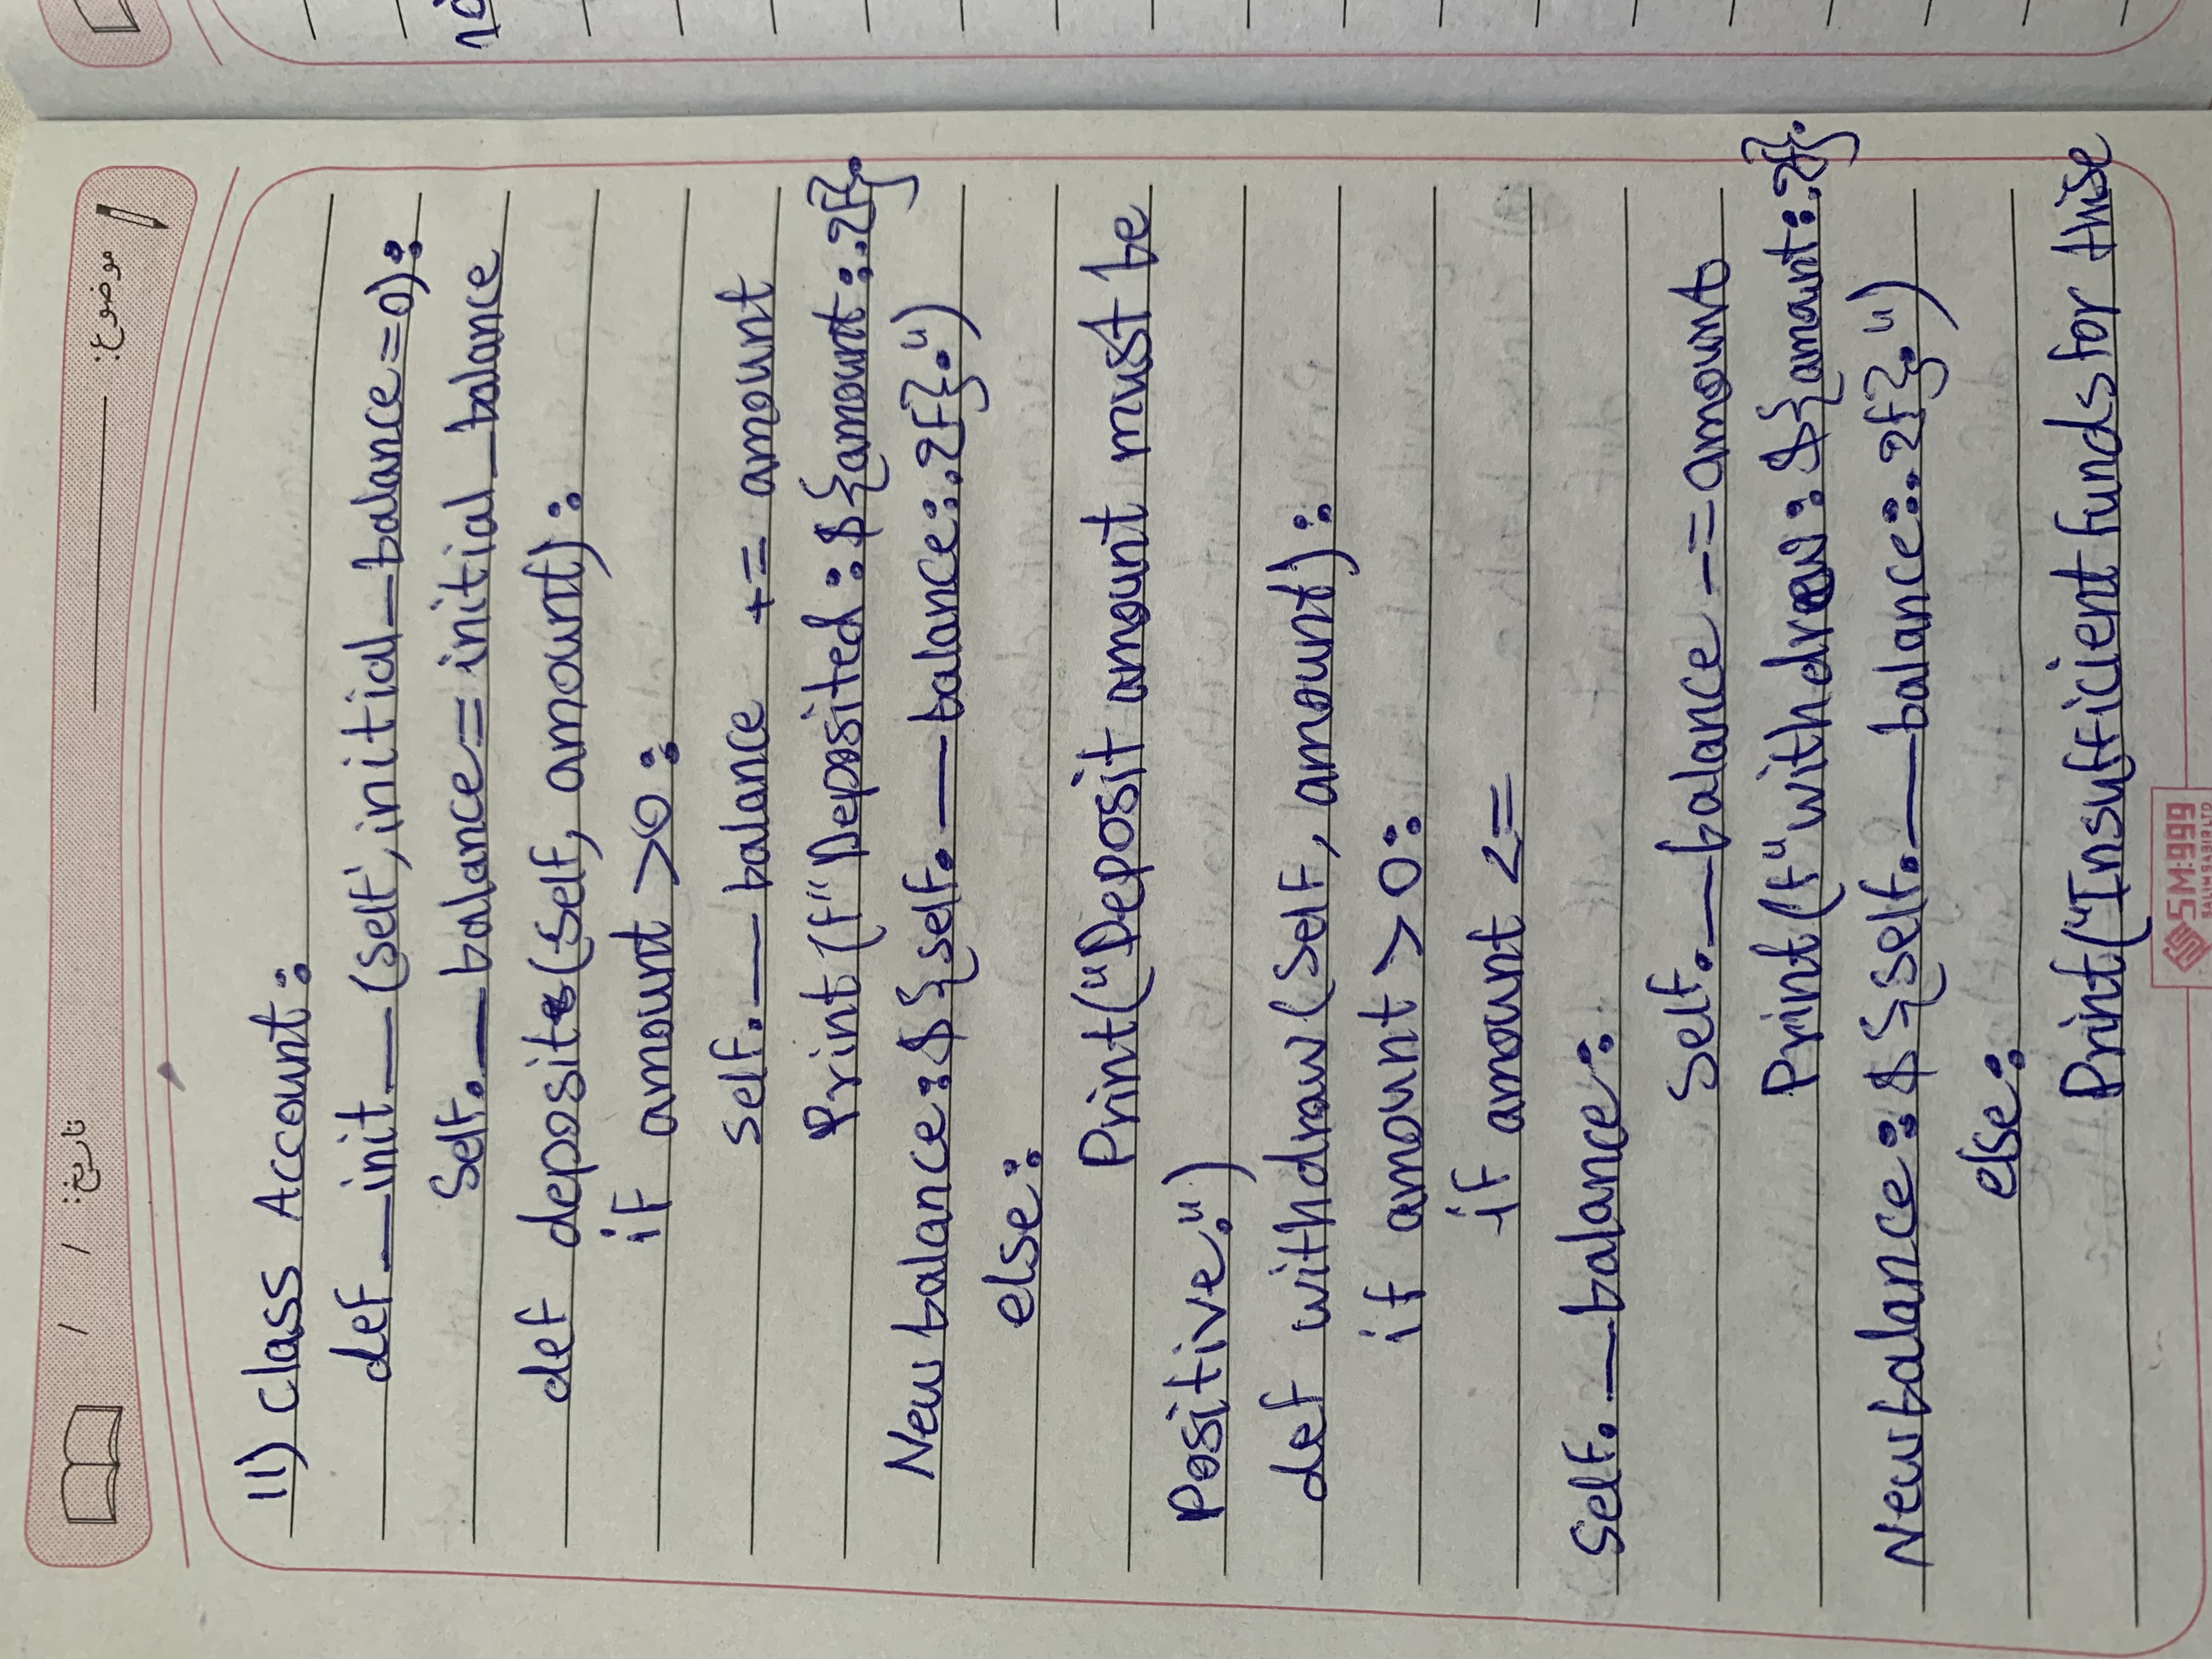 موضوع: تاریخ: / /
11) class Account:
def __init__(self, initial_balance=0):
Self.__balance = initial_balance
def deposit(self, amount):
if amount >0:
self.__balance += amount
Print(f"Deposited:${amount:.2f}.
New balance:${self.__balance:.2f}.")
else:
Print("Deposit amount must be
Positive.")
def withdraw(Self, amount):
if amount > 0:
if amount <=
Self.__balance:
Self.__balance -= amount
Print(f"withdrew: ${amount:.2f}.
New balance:${self.__balance:.2f}.")
else:
Print("Insufficient funds for thise
SM:999
SALIM SABIR LTD
10